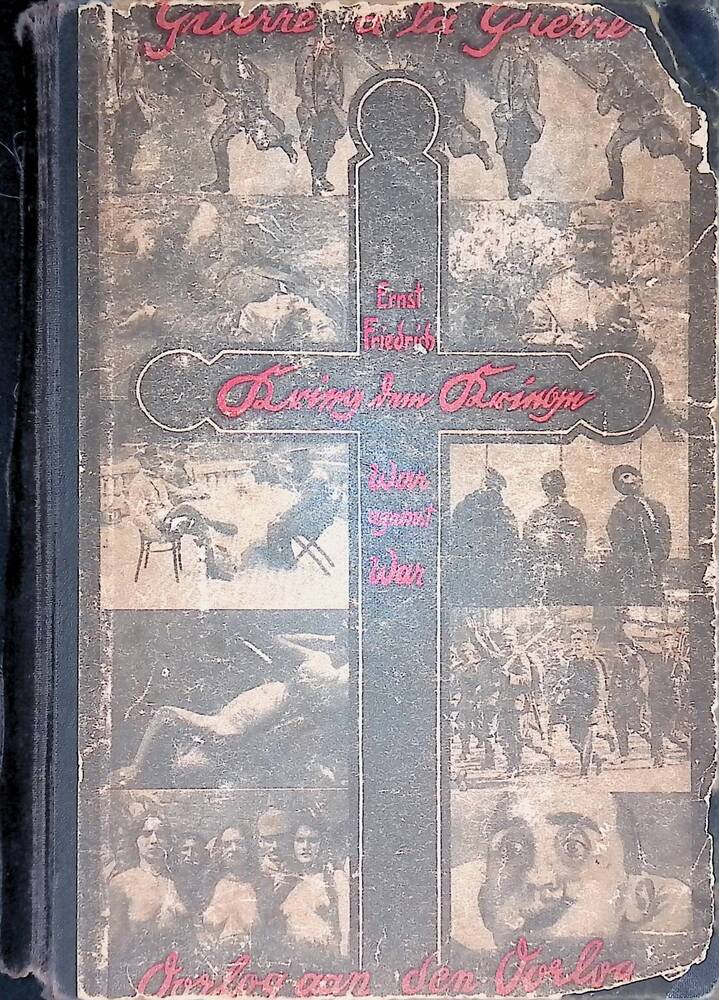 Guerre à la Guerre
Ernst
Friedrich
Krieg dem Kriege
War
against
War
Oorlog aan den Oorlog